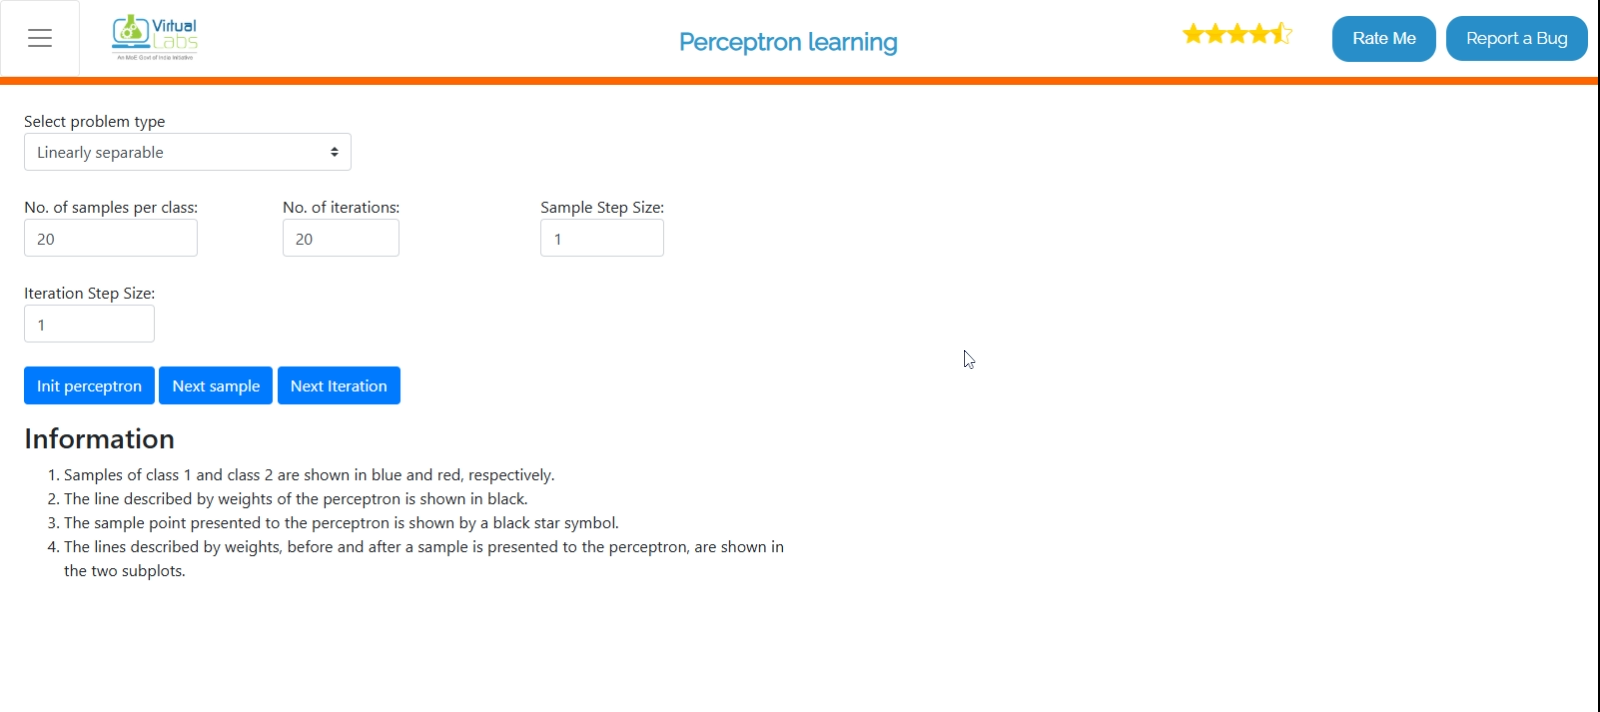 Virtual
Labs
An MoE Govt of India Initiative
Perceptron learning
Rate Me
Report a Bug
Select problem type
Linearly separable
No. of samples per class:
No. of iterations:
Sample Step Size:
20
20
1
Iteration Step Size:
1
Init perceptron
Next sample
Next Iteration
Information
1. Samples of class 1 and class 2 are shown in blue and red, respectively.
2. The line described by weights of the perceptron is shown in black.
3. The sample point presented to the perceptron is shown by a black star symbol.
4. The lines described by weights, before and after a sample is presented to the perceptron, are shown in
the two subplots.